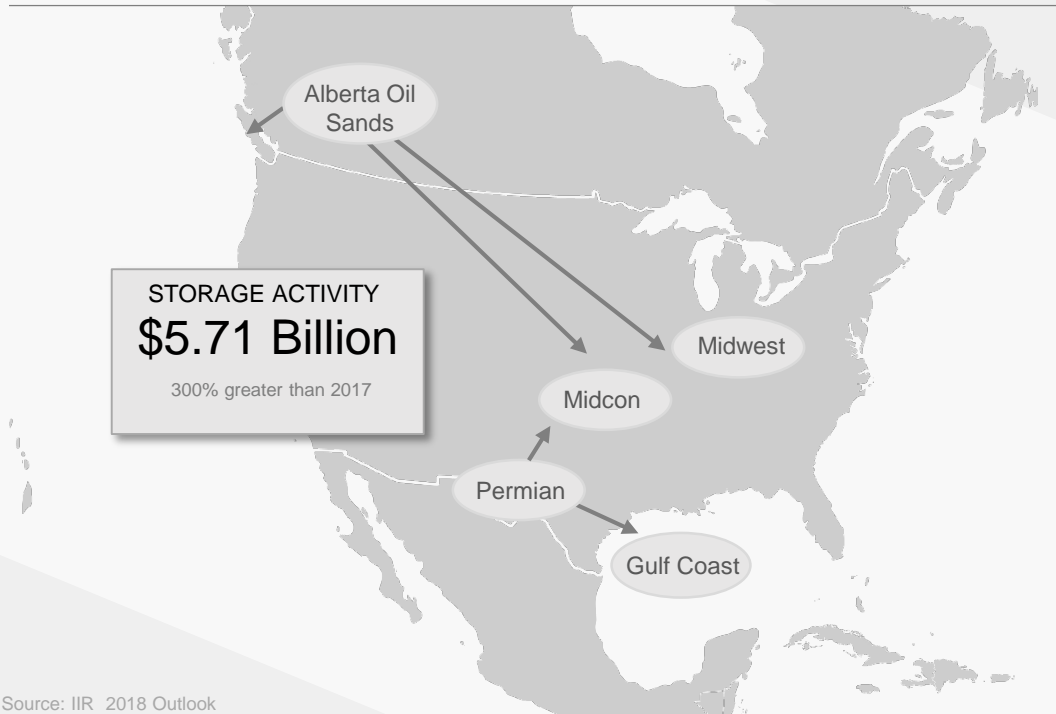 Alberta Oil
Sands
STORAGE ACTIVITY
$5.71 Billion
300% greater than 2017
Midwest
Midcon
Permian
Gulf Coast
Source: IIR 2018 Outlook